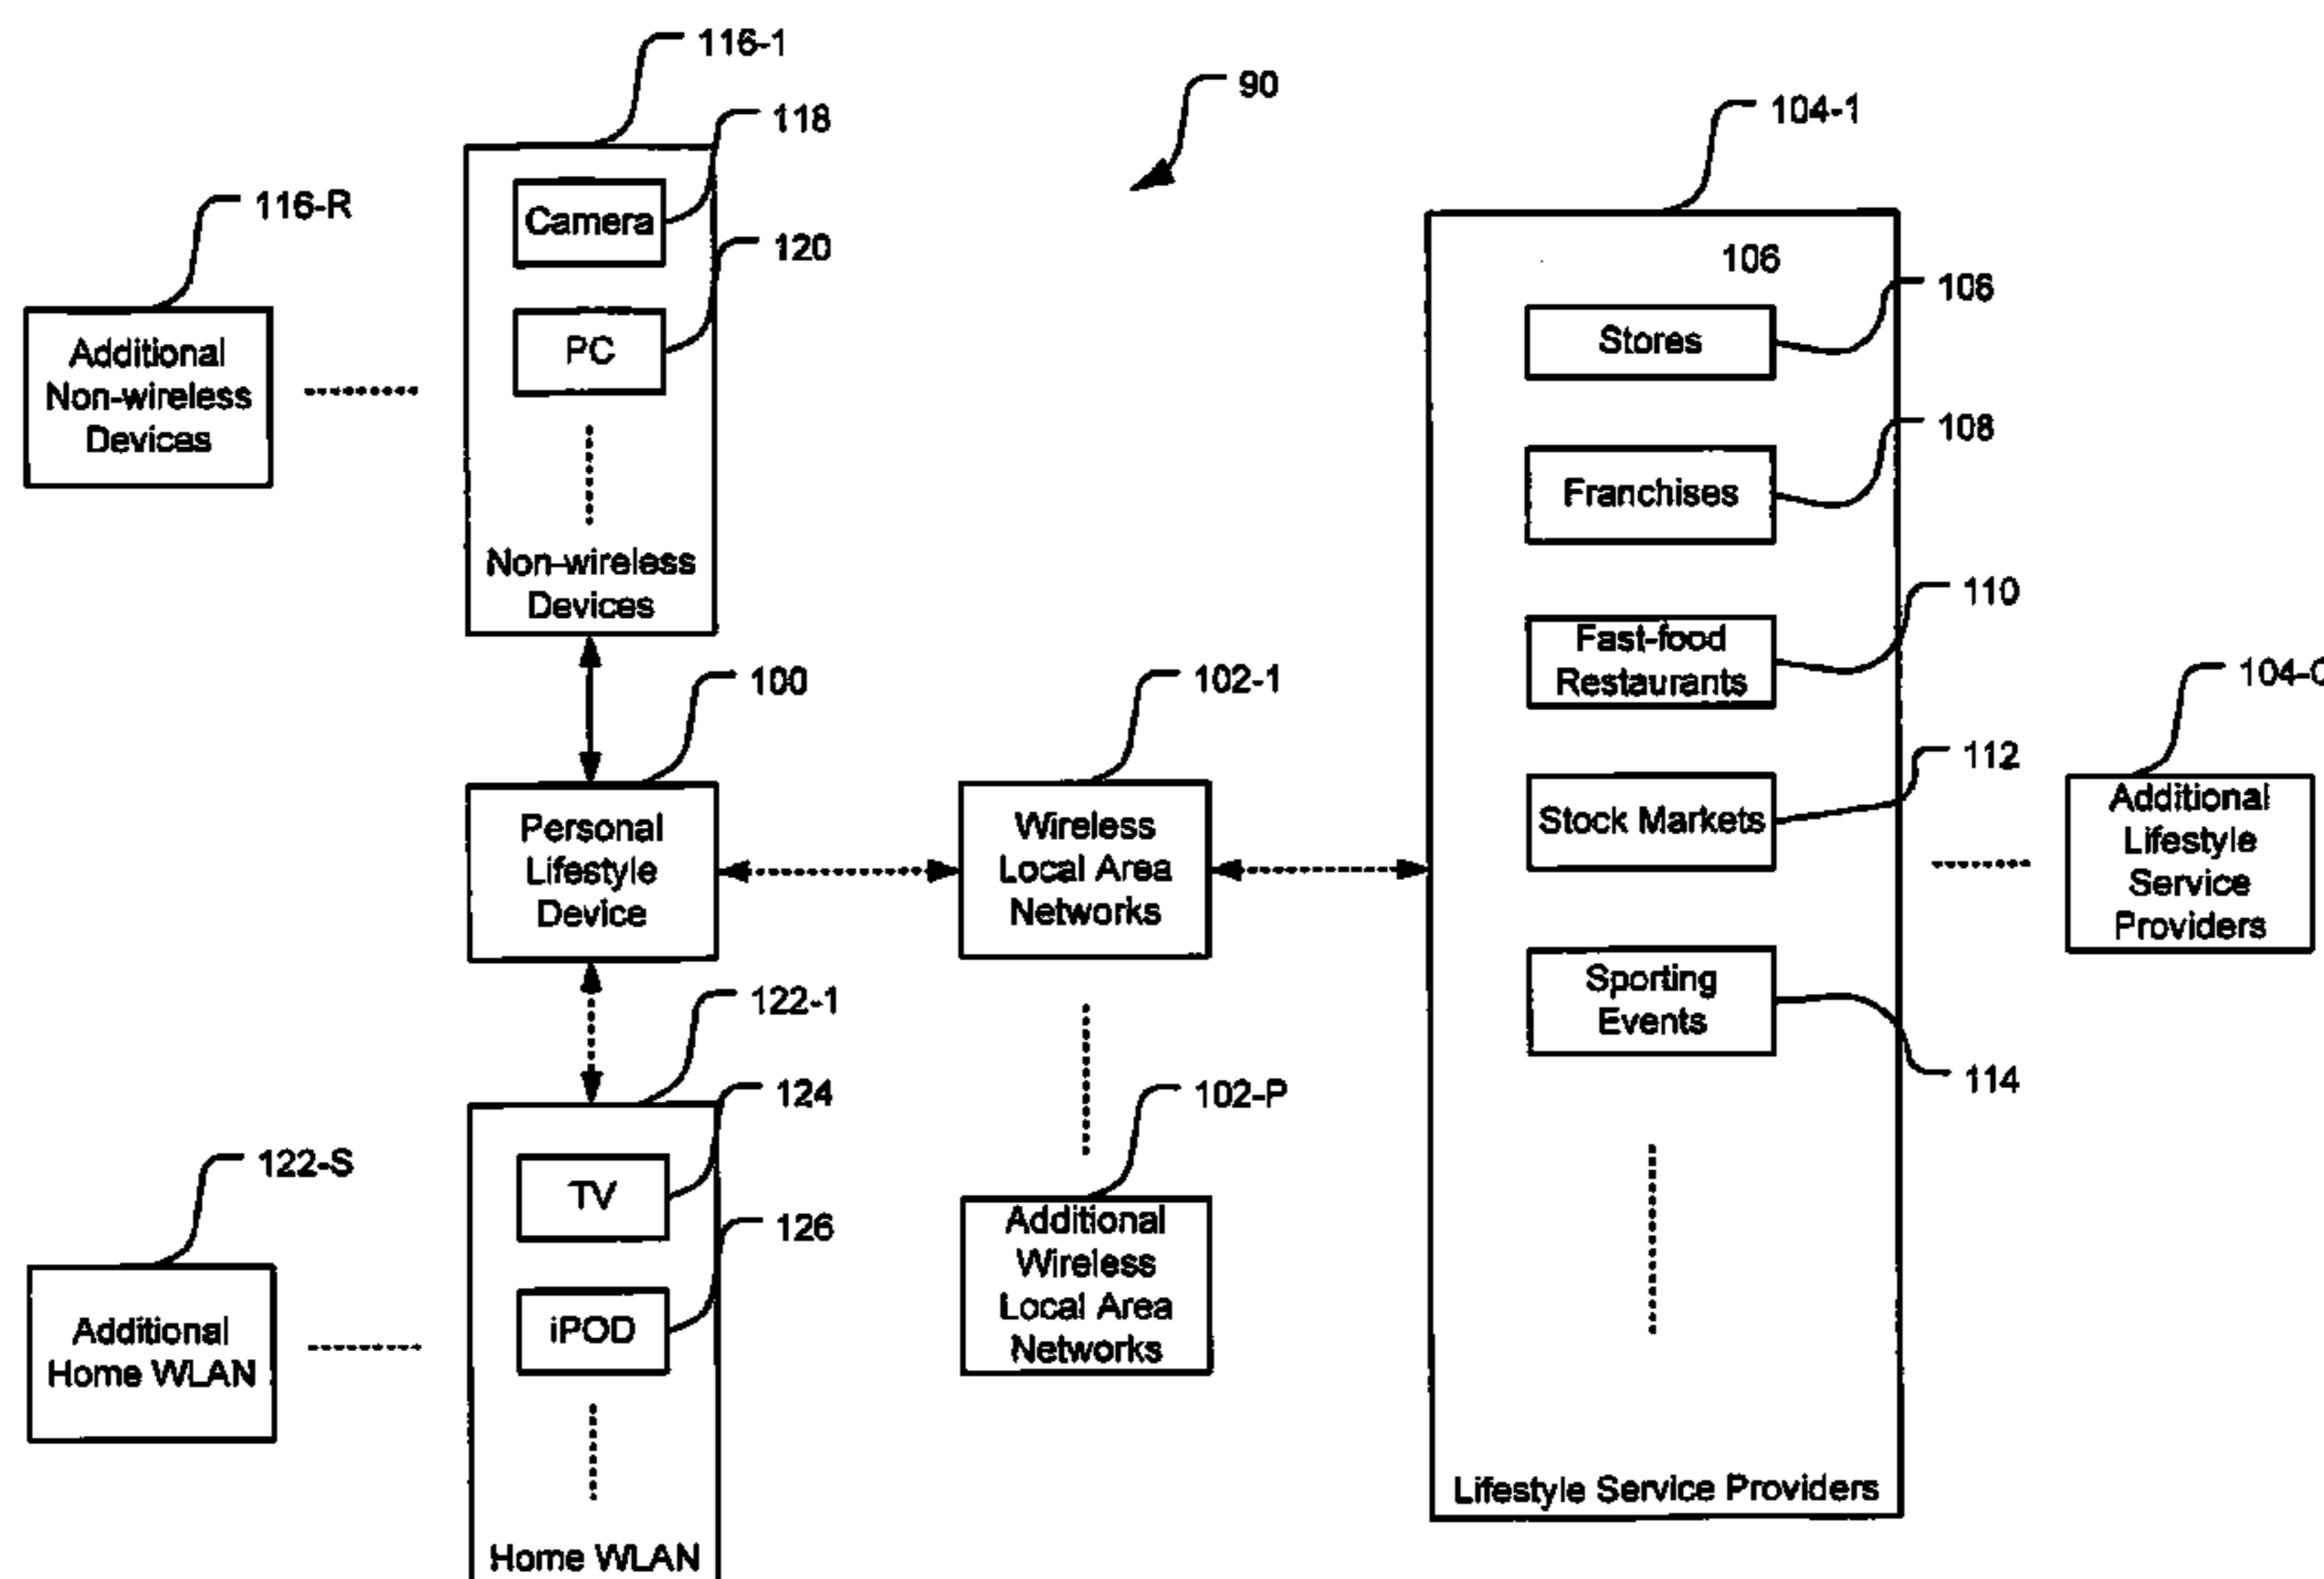 116-1
90
118
104-1
Camera
116-R
120
106
106
PC
Stores
Additional
Non-wireless
Devices
108
Franchises
Non-wireless
Devices
110
Fast-food
Restaurants
100
102-1
104-
112
Personal
Lifestyle
Device
Wireless
Local Area
Networks
Stock Markets
Additional
Lifestyle
Service
Providers
122-1
Sporting
Events
124
102-P
114
122-S
TV
126
Additional
Wireless
Local Area
Networks
iPOD
Additional
Home WLAN
Lifestyle Service Providers
Home WLAN